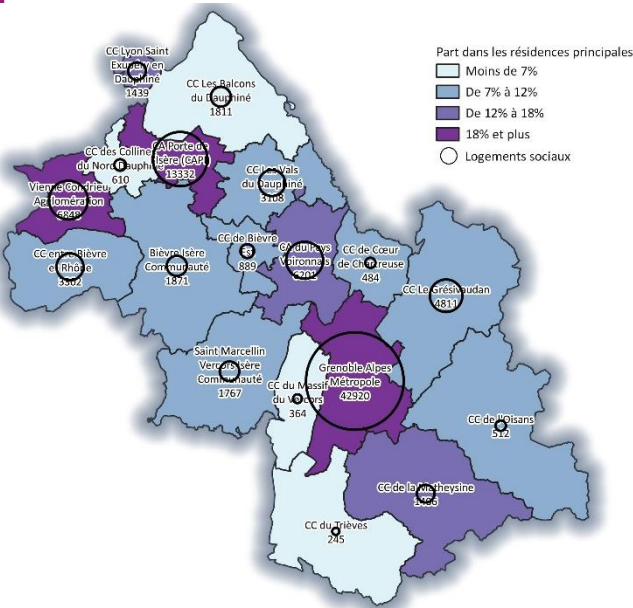 Part dans les résidences principales
Moins de 7%
De 7% à 12%
De 12% à 18%
18% et plus
Logements sociaux
CC Lyon Saint
Exupéry en
Dauphiné
1439
CC Les Balcons
du Dauphiné
1811
CC des Collines
du Nord Dauphiné
610
CA Porte de
l'Isère (CAPI)
13332
Vienne Condrieu
Agglomération
6848
CC Les Vals
du Dauphiné
3108
CC entre Bièvre
et Rhône
3302
Bièvre Isère
Communauté
1871
CC de Bièvre
Est
889
CA du Pays
Voironnais
6201
CC de Cœur
de Chartreuse
484
CC Le Grésivaudan
4811
Saint Marcellin
Vercors Isère
Communauté
1767
CC du Massif
du Vercors
364
Grenoble Alpes
Métropole
42920
CC de l'Oisans
512
CC de la Matheysine
1486
CC du Trièves
245